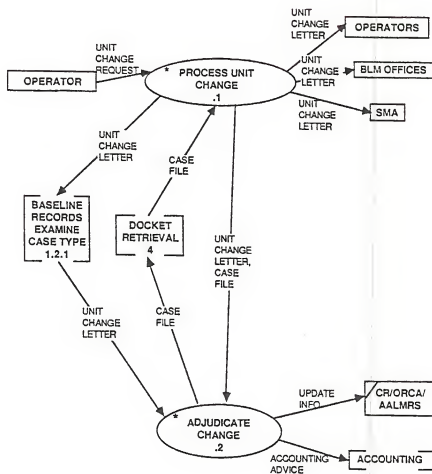 UNIT
CHANGE
LETTER
OPERATORS
UNIT
CHANGE
REQUEST
* PROCESS UNIT
CHANGE
.1
UNIT
CHANGE
LETTER
BLM OFFICES
OPERATOR
UNIT
CHANGE
LETTER
SMA
UNIT
CHANGE
LETTER
CASE
FILE
BASELINE
RECORDS
EXAMINE
CASE TYPE
1.2.1
DOCKET
RETRIEVAL
4
UNIT
CHANGE
LETTER,
CASE
FILE
UNIT
CHANGE
LETTER
CASE
FILE
UPDATE
INFO
CR/ORCA/
AALMRS
* ADJUDICATE
CHANGE
.2
ACCOUNTING
ADVICE
ACCOUNTING